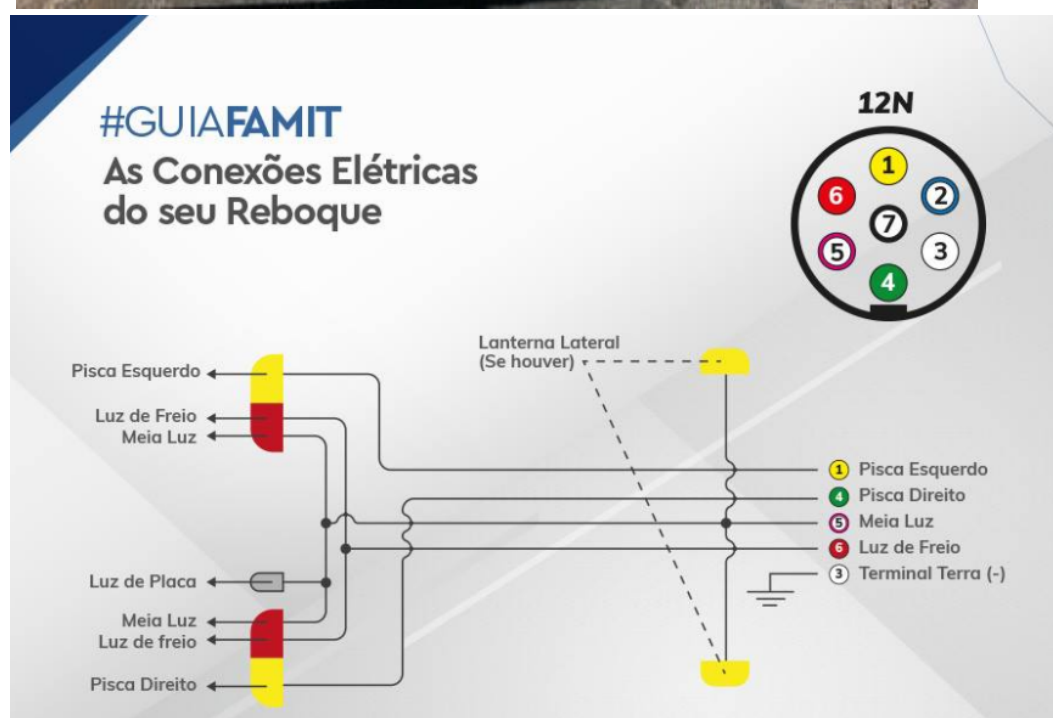 #GUIAFAMIT
As Conexões Elétricas
do seu Reboque
12N
1
6
2
7
5
3
4
Lanterna Lateral
(Se houver)
Pisca Esquerdo
Luz de Freio
Meia Luz
Luz de Placa
Meia Luz
Luz de freio
Pisca Direito
1 Pisca Esquerdo
4 Pisca Direito
5 Meia Luz
6 Luz de Freio
3 Terminal Terra (-)